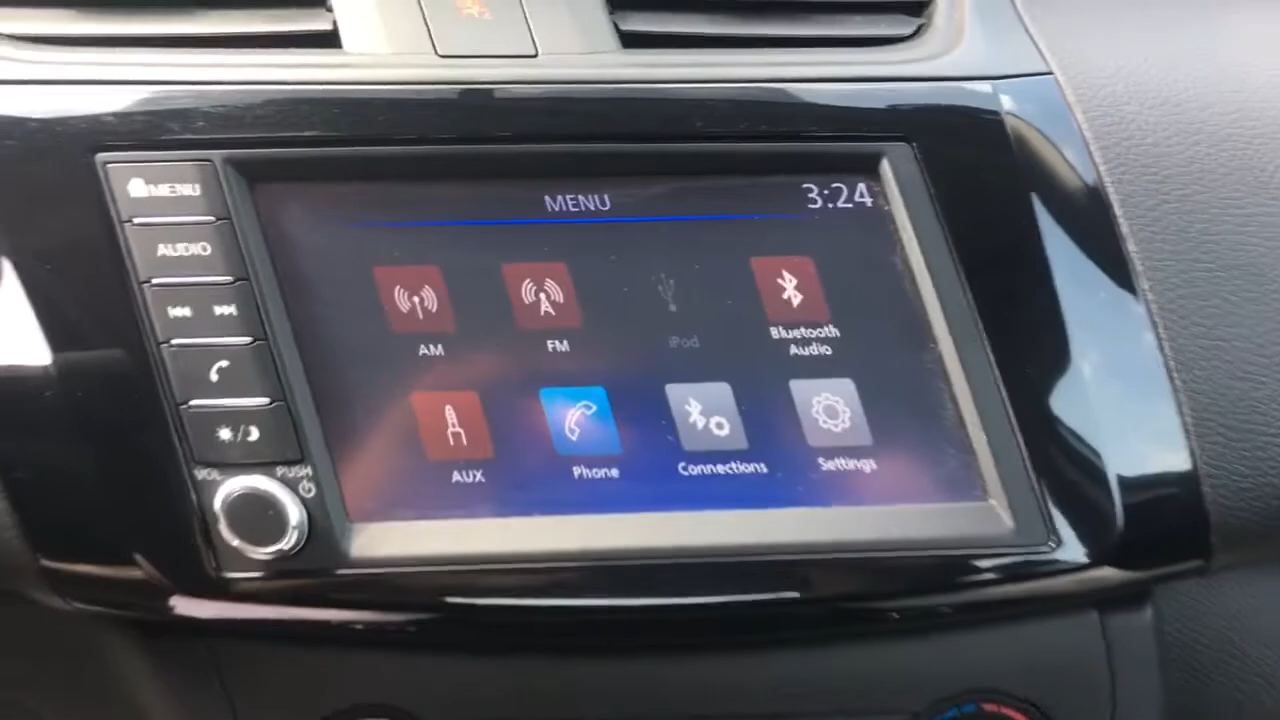 MENU
MENU
3:24
AUDIO
AM
FM
iPod
Bluetooth
Audio
AUX
Phone
Connections
Settings
VOL
PUSH